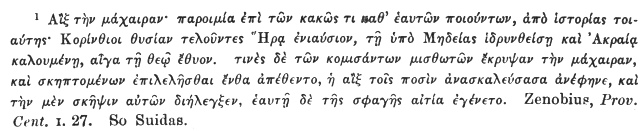 ¹ Αἲξ τὴν μάχαιραν· παροιμία ἐπὶ τῶν κακῶς τι καθ' ἑαυτῶν ποιούντων, ἀπὸ ἱστορίας τοι-
αύτης· Κορίνθιοι θυσίαν τελοῦντες Ἥρᾳ ἐνιαύσιον, τῇ ὑπὸ Μηδείας ἱδρυνθείσῃ καὶ Ἀκραίᾳ
καλουμένῃ, αἶγα τῇ θεῷ ἔθυον. τινὲς δὲ τῶν κομισάντων μισθωτῶν ἔκρυψαν τὴν μάχαιραν,
καὶ σκηπτομένων ἐπιλελῆσθαι ἔνθα ἀπέθεντο, ἡ αἲξ τοῖς ποσὶν ἀνασκαλεύσασα ἀνέφηνε, καὶ
τὴν μὲν σκῆψιν αὐτῶν διήλεγξεν, ἑαυτῇ δὲ τῆς σφαγῆς αἰτία ἐγένετο. Zenobius, Prov.
Cent. I. 27. So Suidas.